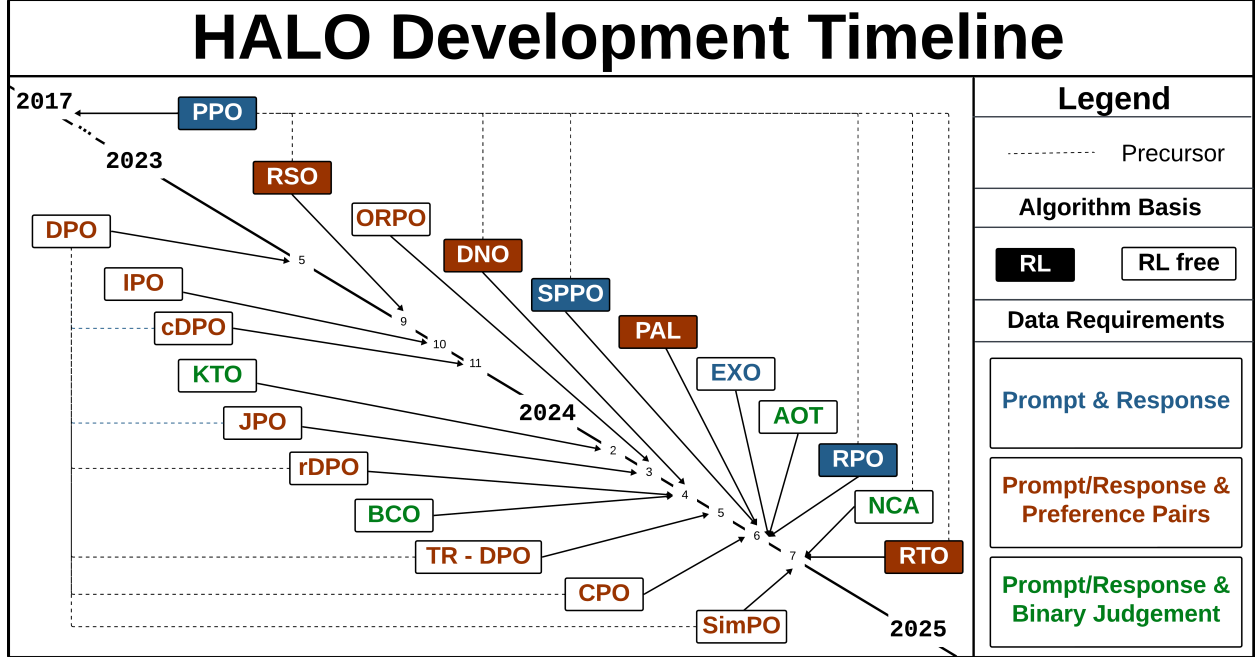 HALO Development Timeline
2017
PPO
2023
RSO
ORPO
DPO
DNO
5
IPO
SPPO
9
cDPO
PAL
10
11
KTO
EXO
2024
AOT
JPO
2
RPO
rDPO
3
4
NCA
BCO
5
6
TR - DPO
7
RTO
CPO
SimPO
2025
Legend
Precursor
Algorithm Basis
RL
RL free
Data Requirements
Prompt & Response
Prompt/Response &
Preference Pairs
Prompt/Response &
Binary Judgement